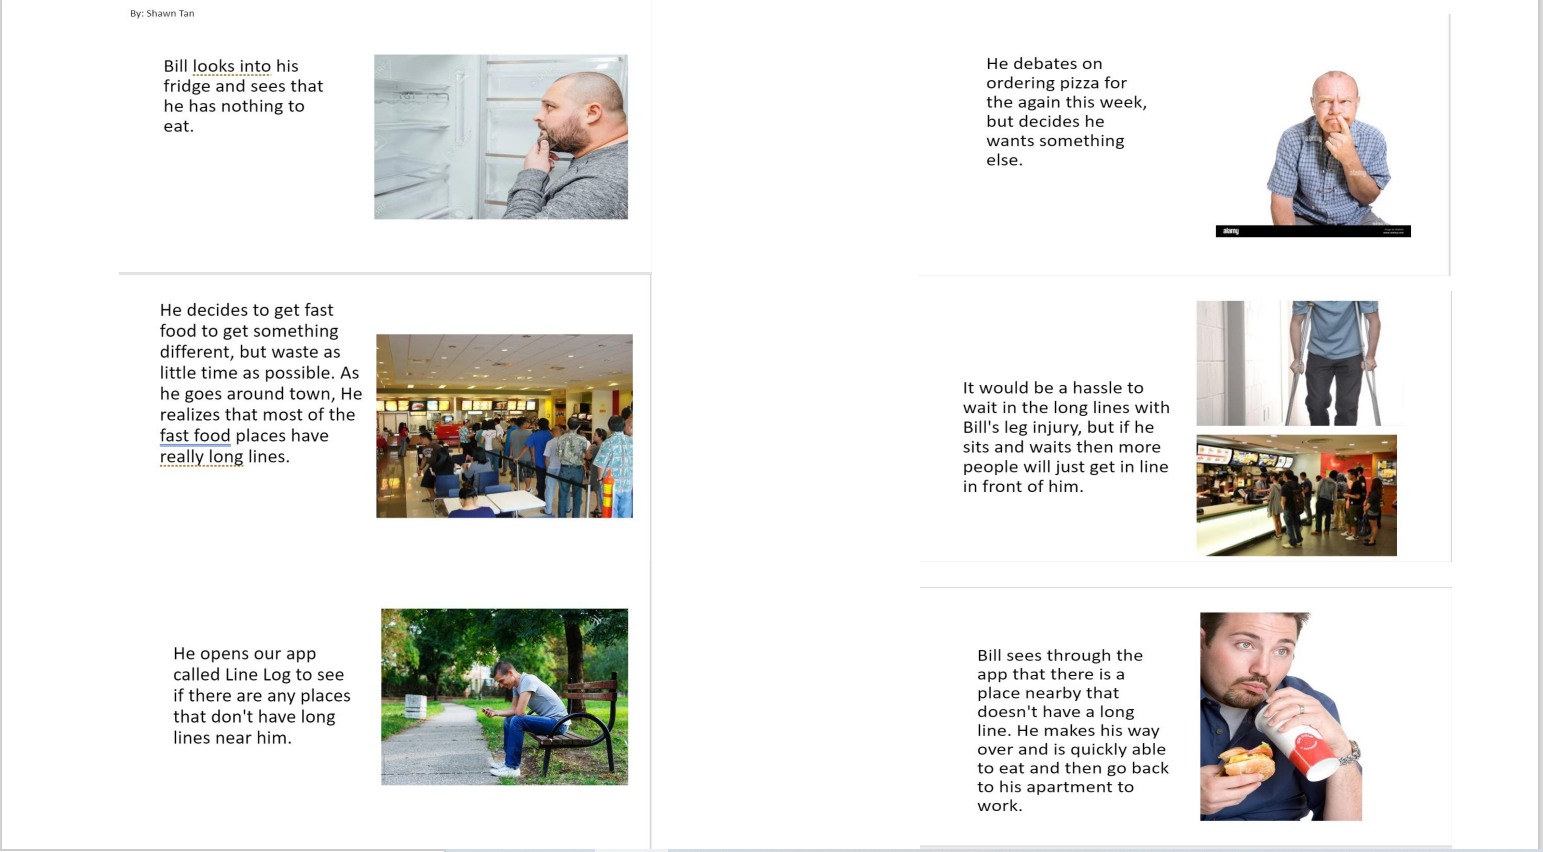 By: Shawn Tan
Bill looks into his
fridge and sees that
he has nothing to
eat.
He debates on
ordering pizza for
the again this week,
but decides he
wants something
else.
alamy
alamy
alamy
He decides to get fast
food to get something
different, but waste as
little time as possible. As
he goes around town, He
realizes that most of the
fast food places have
really long lines.
It would be a hassle to
wait in the long lines with
Bill's leg injury, but if he
sits and waits then more
people will just get in line
in front of him.
He opens our app
called Line Log to see
if there are any places
that don't have long
lines near him.
Bill sees through the
app that there is a
place nearby that
doesn't have a long
line. He makes his way
over and is quickly able
to eat and then go back
to his apartment to
work.